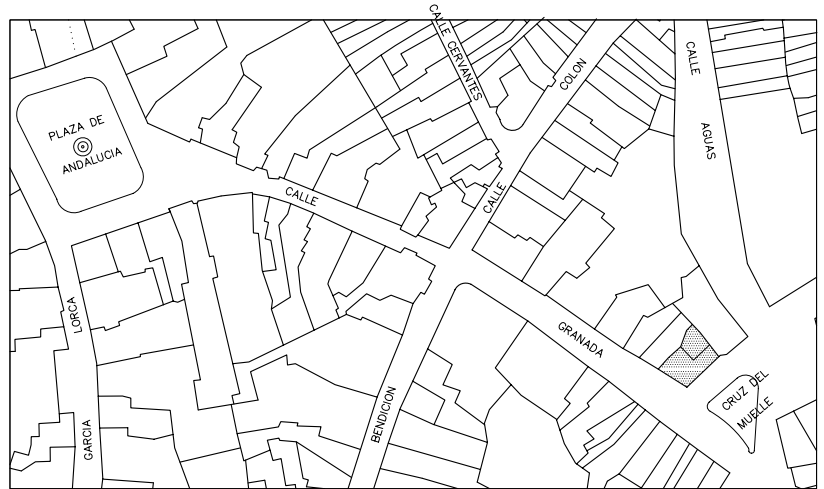 CALLE CERVANTES
COLON
CALLE
AGUAS
PLAZA DE
ANDALUCIA
CALLE
CALLE
LORCA
GRANADA
CRUZ DEL
MUELLE
BENDICION
GARCIA